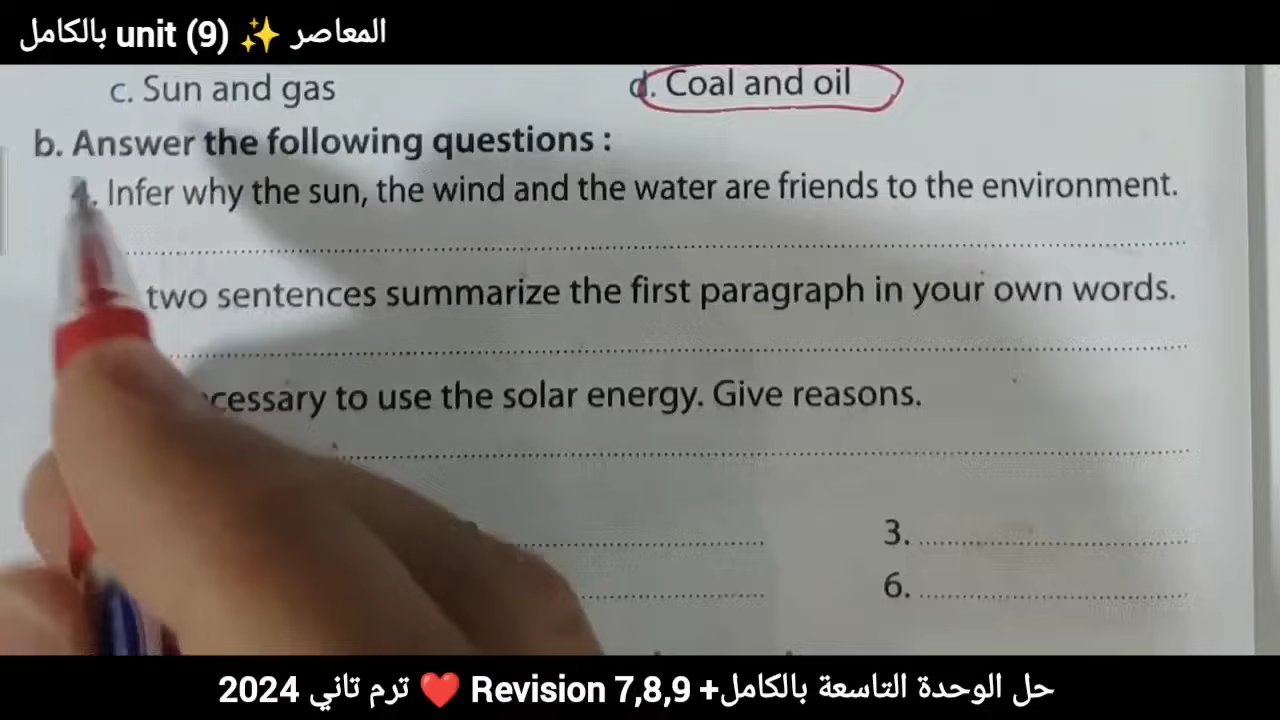 المعاصر ✨ unit (9) بالكامل
c. Sun and gas
d. Coal and oil
b. Answer the following questions :
4. Infer why the sun, the wind and the water are friends to the environment.
two sentences summarize the first paragraph in your own words.
to use the solar energy. Give reasons.
3.
6.
حل الوحدة التاسعة بالكامل+ Revision 7,8,9 ❤️ ترم تاني 2024